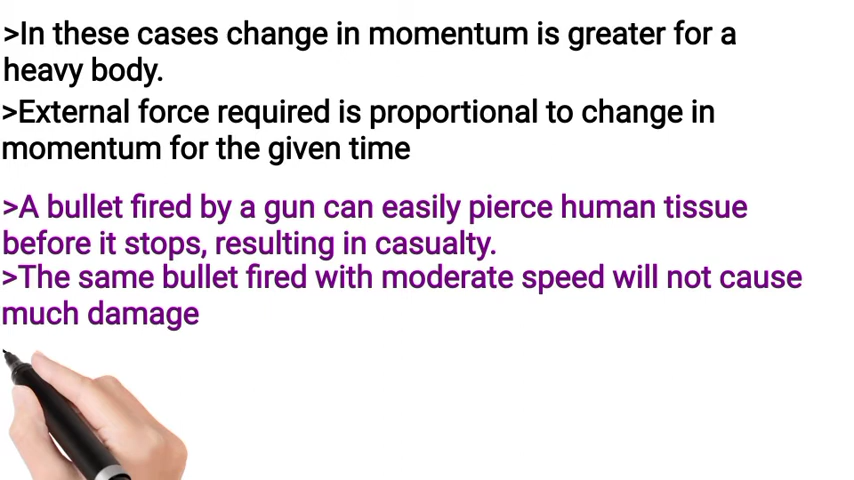 >In these cases change in momentum is greater for a
heavy body.
>External force required is proportional to change in
momentum for the given time
>A bullet fired by a gun can easily pierce human tissue
before it stops, resulting in casualty.
>The same bullet fired with moderate speed will not cause
much damage